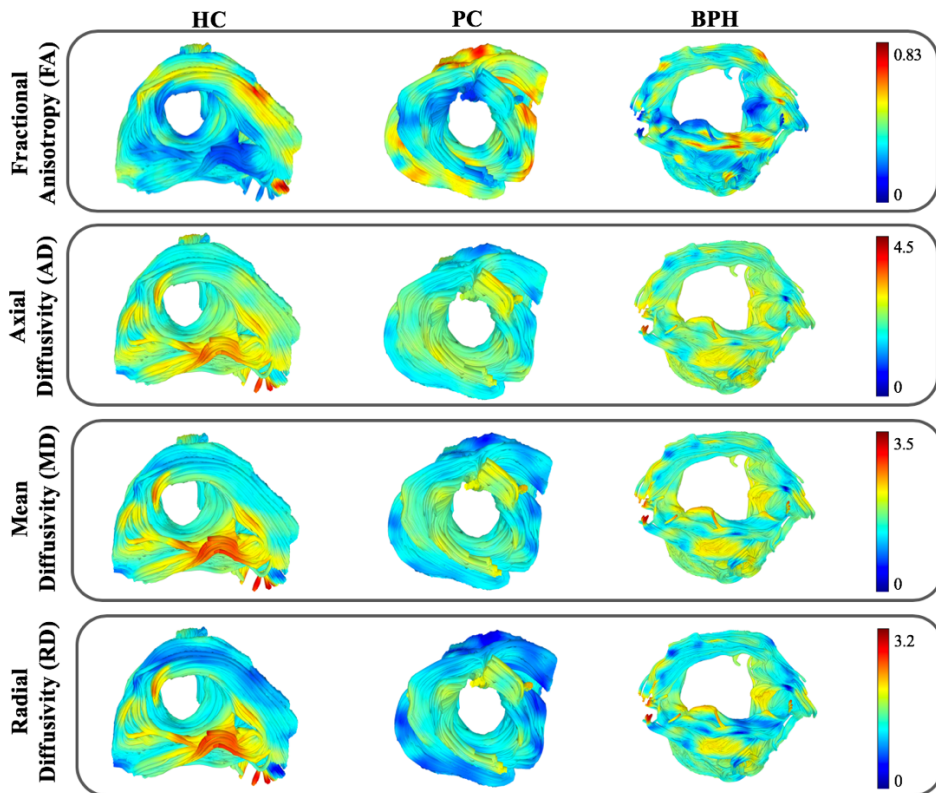 HC PC BPH
Fractional
Anisotropy (FA)
0.83
0
Axial
Diffusivity (AD)
4.5
0
Mean
Diffusivity (MD)
3.5
0
Radial
Diffusivity (RD)
3.2
0